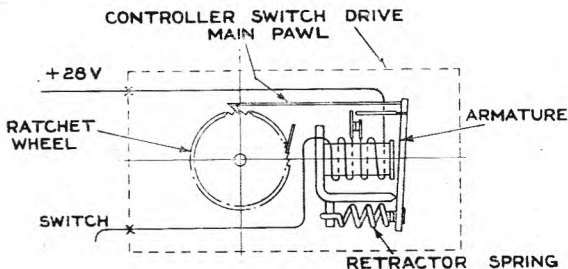 CONTROLLER SWITCH DRIVE
MAIN PAWL
+28V
RATCHET
WHEEL
ARMATURE
SWITCH
RETRACTOR SPRING